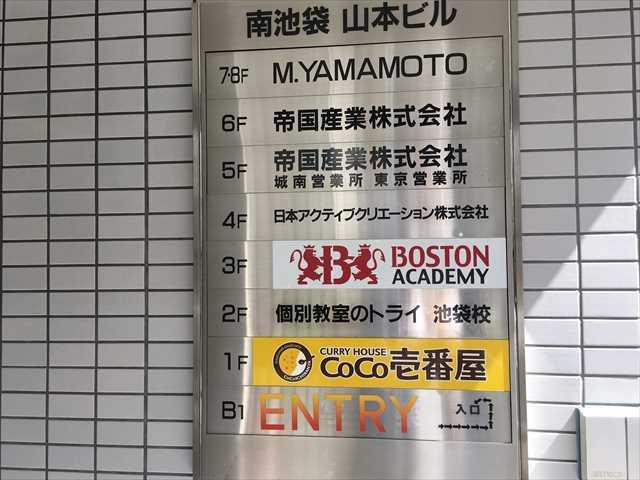 南池袋 山本ビル
7·8F M.YAMAMOTO
6F 帝国産業株式会社
5F 帝国産業株式会社
城南営業所 東京営業所
4F 日本アクティブクリエーション株式会社
3F B BOSTON
ACADEMY
2F 個別教室のトライ 池袋校
1F CURRY HOUSE
CoCo壱番屋
B1 ENTRY 入口